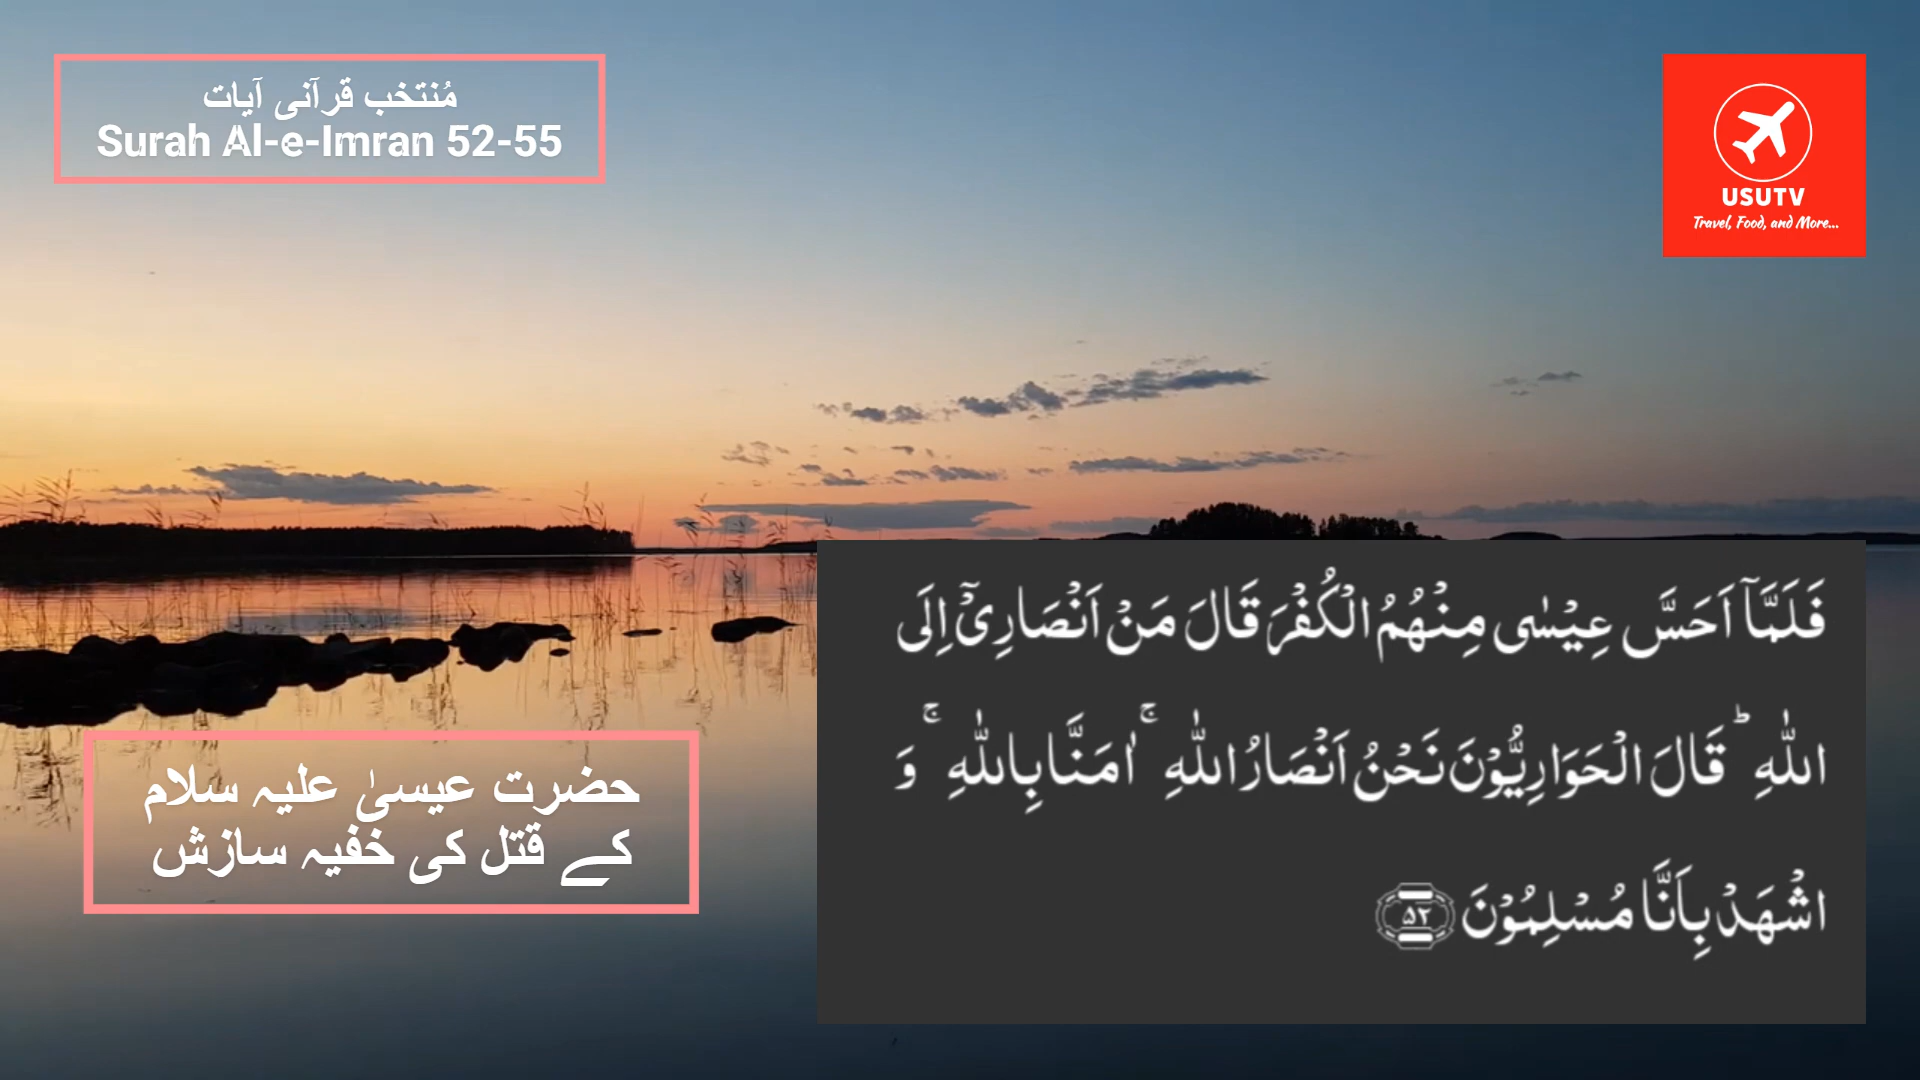 مُنتخب قرآنی آیات
Surah Al-e-Imran 52-55
USUTV
Travel, Food, and More...
فَلَمَّاۤ اَحَسَّ عِیْسٰی مِنْهُمُ الْكُفْرَ قَالَ مَنْ اَنْصَارِیْۤ اِلَی
اللّٰهِ ؕ قَالَ الْحَوَارِیُّوْنَ نَحْنُ اَنْصَارُ اللّٰهِ ۚ اٰمَنَّا بِاللّٰهِ ۚ وَ
اشْهَدْ بِاَنَّا مُسْلِمُوْنَ ﴿۵۲﴾
حضرت عیسیٰ علیہ سلام
کے قتل کی خفیہ سازش